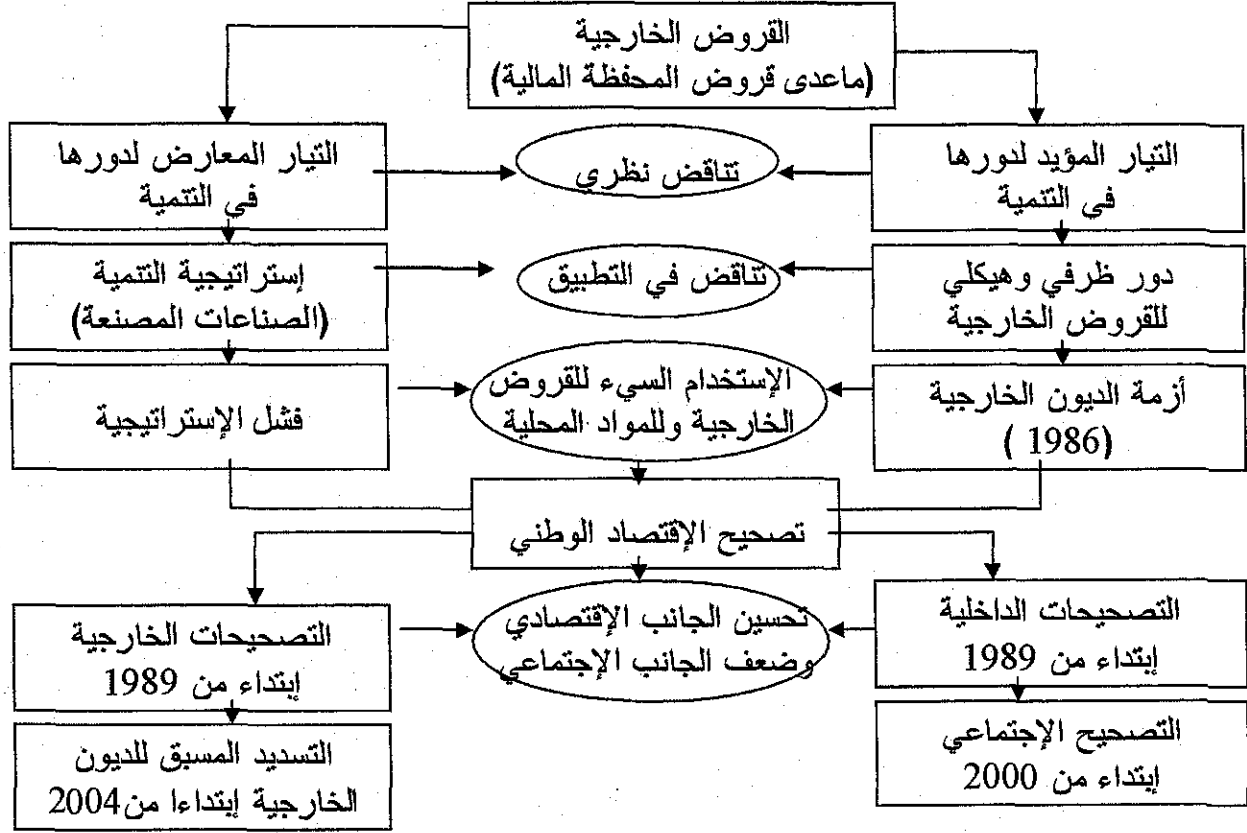 القروض الخارجية
(ماعدى قروض المحفظة المالية)
التيار المؤيد لدورها
في التنمية
تناقض نظري
التيار المعارض لدورها
في التنمية
دور ظرفي وهيكلي
للقروض الخارجية
تناقض في التطبيق
إستراتيجية التنمية
(الصناعات المصنعة)
أزمة الديون الخارجية
(1986 )
الإستخدام السيء للقروض
الخارجية وللمواد المحلية
فشل الإستراتيجية
تصحيح الإقتصاد الوطني
التصحيحات الداخلية
إبتداء من 1989
تحسين الجانب الإقتصادي
وضعف الجانب الإجتماعي
التصحيحات الخارجية
إبتداء من 1989
التصحيح الإجتماعي
إبتداء من 2000
التسديد المسبق للديون
الخارجية إبتداءا من2004